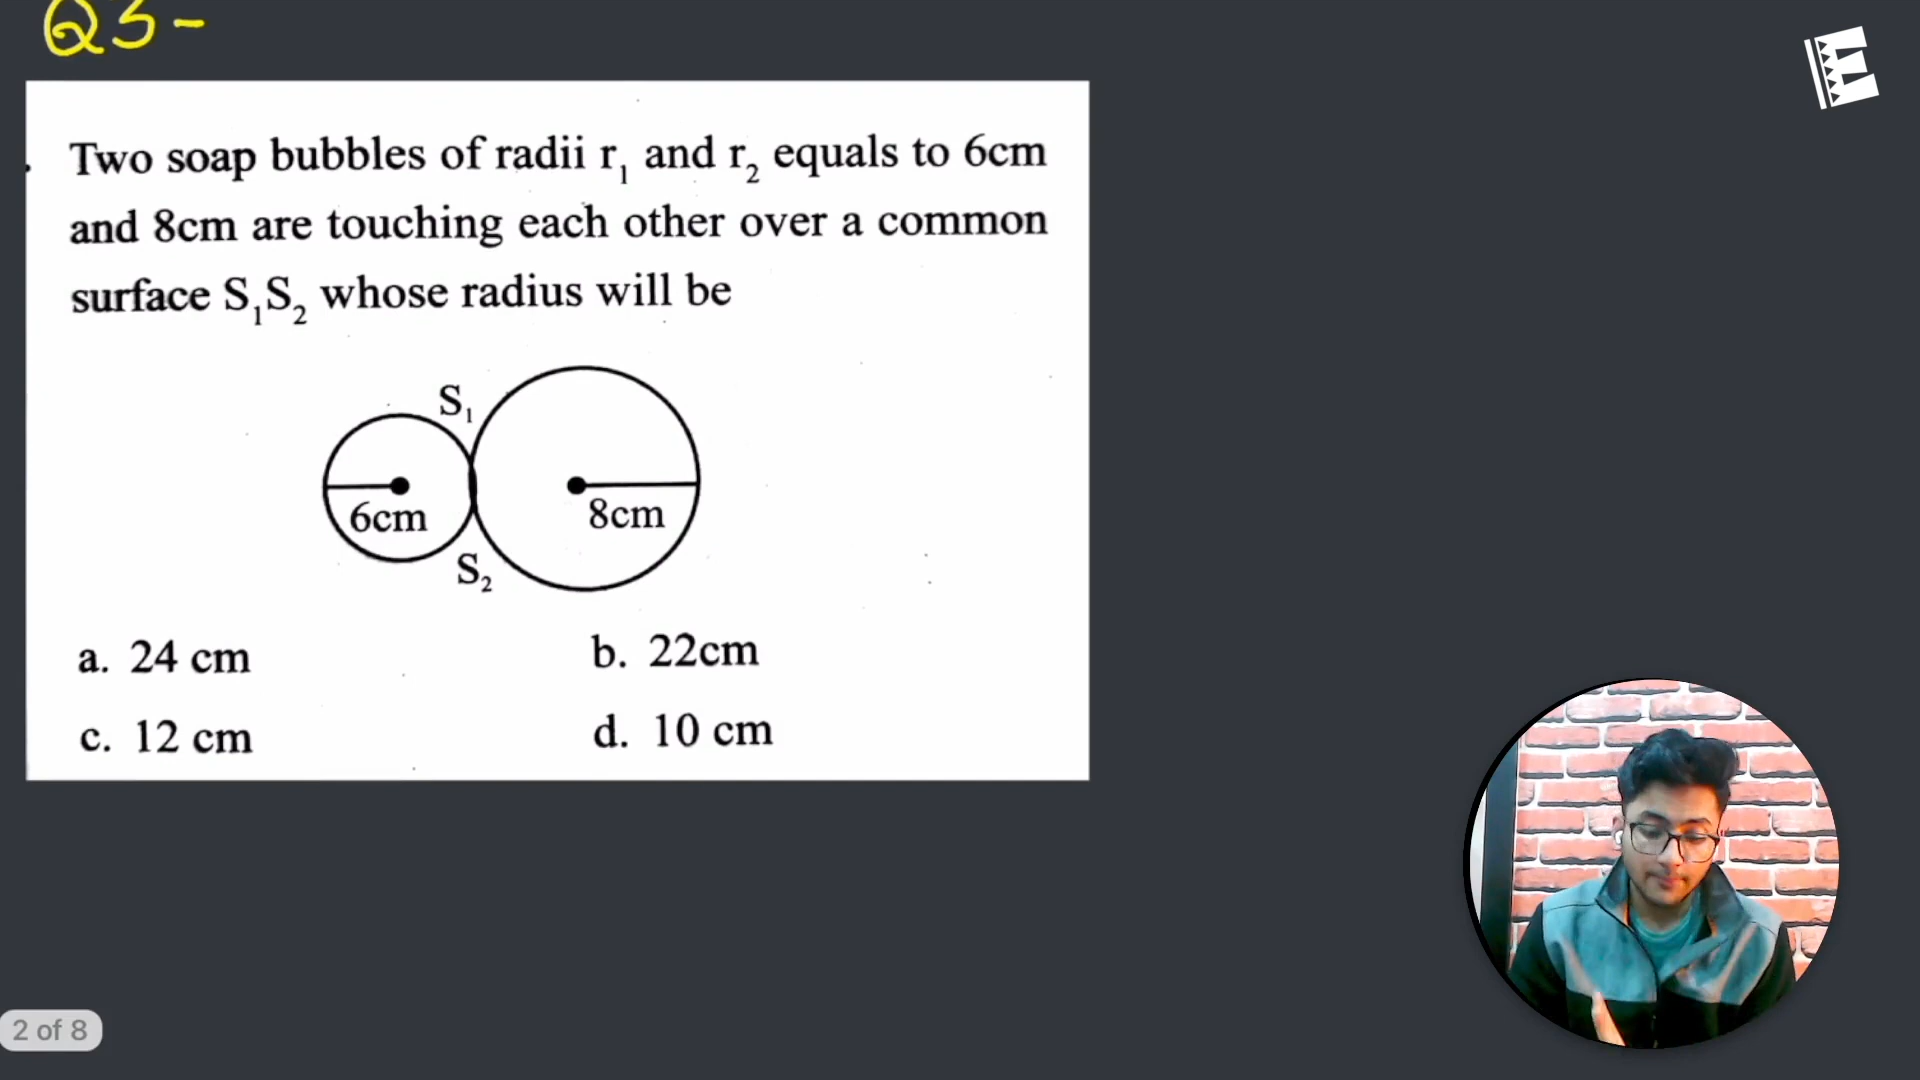 Q3-
Two soap bubbles of radii r₁ and r₂ equals to 6cm
and 8cm are touching each other over a common
surface S₁S₂ whose radius will be
S₁
6cm
8cm
S₂
a. 24 cm
b. 22cm
c. 12 cm
d. 10 cm
2 of 8
E